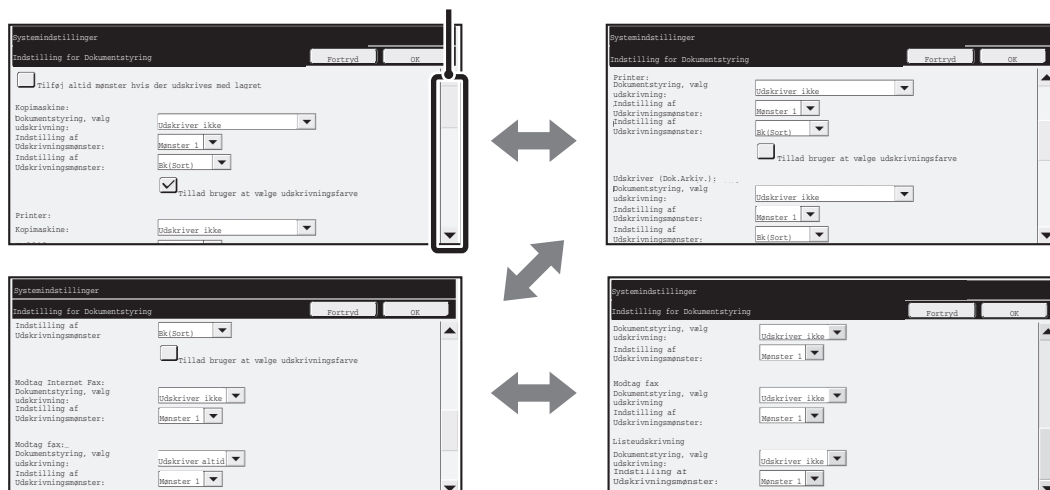 Systemindstillinger
Indstilling for Dokumentstyring
Fortryd
OK
Tilføj altid mønster hvis der udskrives med lagret
Kopimaskine:
Dokumentstyring, vælg
udskrivning:
Udskriver ikke
Indstilling af
Udskrivningsmønster:
Mønster 1
Indstilling af
Udskrivningsmønster:
Bk(Sort)
Tillad bruger at vælge udskrivningsfarve
Printer:
Kopimaskine:
Udskriver ikke
Systemindstillinger
Indstilling for Dokumentstyring
Fortryd
OK
Printer:
Dokumentstyring, vælg
udskrivning:
Udskriver ikke
Indstilling af
Udskrivningsmønster:
Mønster 1
Indstilling af
Udskrivningsmønster:
Bk(Sort)
Tillad bruger at vælge udskrivningsfarve
Udskriver (Dok.Arkiv.):
Dokumentstyring, vælg
udskrivning:
Udskriver ikke
Indstilling af
Udskrivningsmønster:
Mønster 1
Indstilling af
Udskrivningsmønster:
Bk(Sort)
Systemindstillinger
Indstilling for Dokumentstyring
Fortryd
OK
Indstilling af
Udskrivningsmønster
Bk(Sort)
Tillad bruger at vælge udskrivningsfarve
Modtag Internet Fax:
Dokumentstyring, vælg
udskrivning:
Udskriver ikke
Indstilling af
Udskrivningsmønster:
Mønster 1
Modtag fax:_
Dokumentstyring, vælg
udskrivning:
Udskriver altid
Indstilling af
Udskrivningsmønster:
Mønster 1
Systemindstillinger
Indstilling for Dokumentstyring
Fortryd
OK
Dokumentstyring, vælg
udskrivning:
Udskriver ikke
Indstilling af
Udskrivningsmønster:
Mønster 1
Modtag fax
Dokumentstyring, vælg
udskrivning
Udskriver ikke
Indstilling af
Udskrivningsmønster:
Mønster 1
Listeudskrivning
Dokumentstyring, vælg
udskrivning:
Udskriver ikke
Indstilling af
Udskrivningsmønster:
Mønster 1